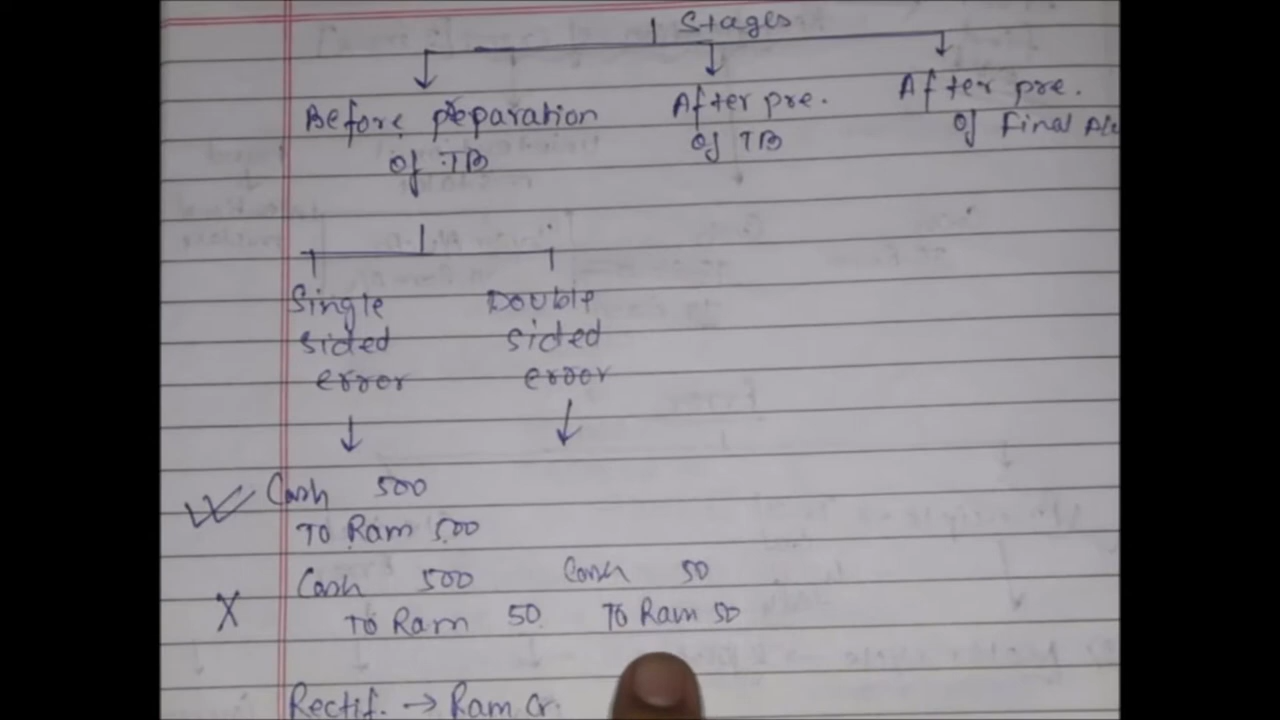 Stages
Before preparation
of TB
After pre.
of TB
After pre.
of Final
Single
sided
error
Double
sided
error
Cash 500
To Ram 500
Cash 500
To Ram 50
Cash 50
To Ram 50
Rectif. → Ram Cr.